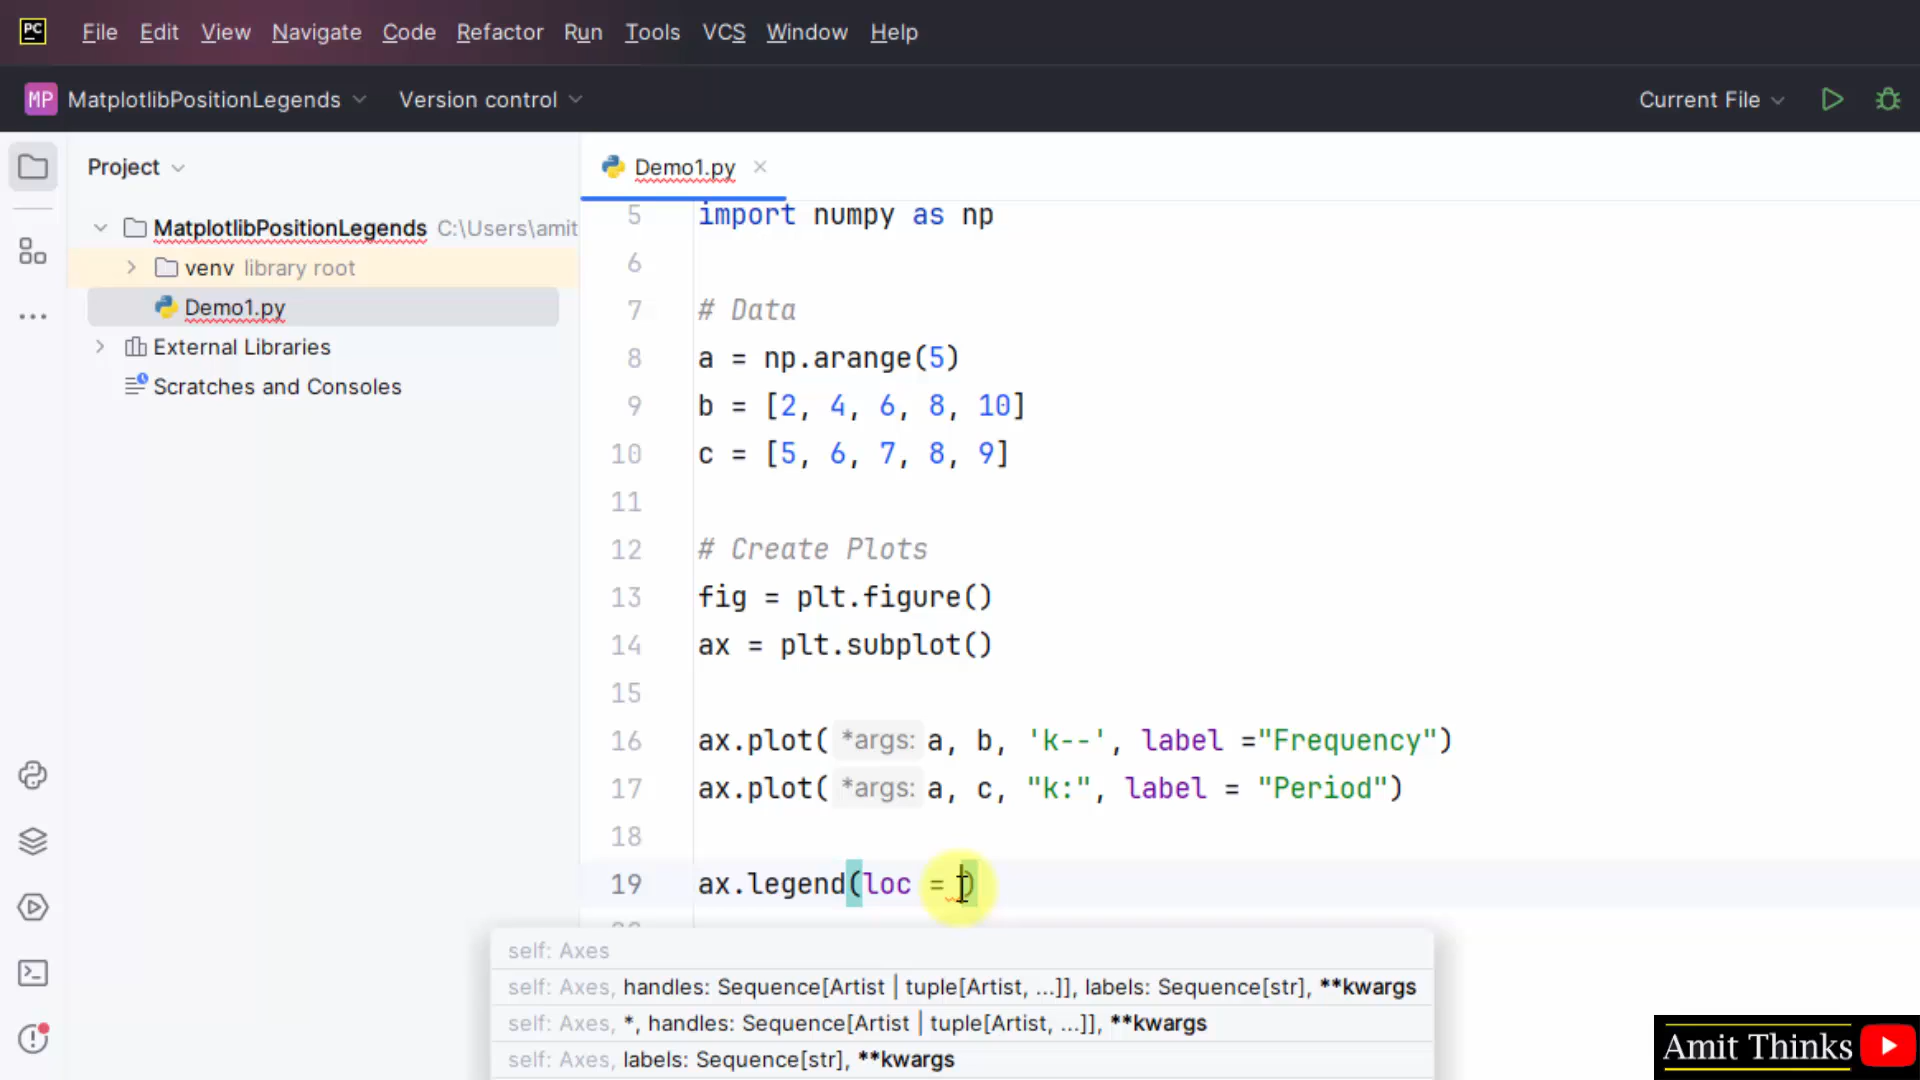 PC File Edit View Navigate Code Refactor Run Tools VCS Window Help
MP MatplotlibPositionLegends Version control Current File
Project
Demo1.py
MatplotlibPositionLegends C:\Users\amit
venv library root
Demo1.py
External Libraries
Scratches and Consoles
5 import numpy as np
6
7 # Data
8 a = np.arange(5)
9 b = [2, 4, 6, 8, 10]
10 c = [5, 6, 7, 8, 9]
11
12 # Create Plots
13 fig = plt.figure()
14 ax = plt.subplot()
15
16 ax.plot( *args: a, b, 'k--', label ="Frequency")
17 ax.plot( *args: a, c, "k:", label = "Period")
18
19 ax.legend(loc = )
self: Axes
self: Axes, handles: Sequence[Artist | tuple[Artist, ...]], labels: Sequence[str], **kwargs
self: Axes, *, handles: Sequence[Artist | tuple[Artist, ...]], **kwargs
self: Axes, labels: Sequence[str], **kwargs
Amit Thinks